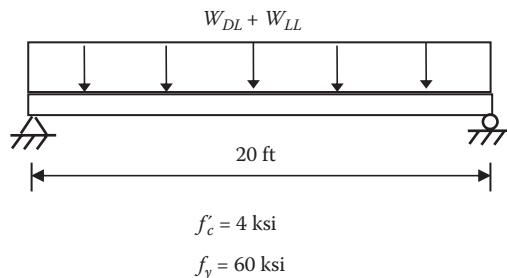 W_DL + W_LL
20 ft
f′_c = 4 ksi
f_y = 60 ksi